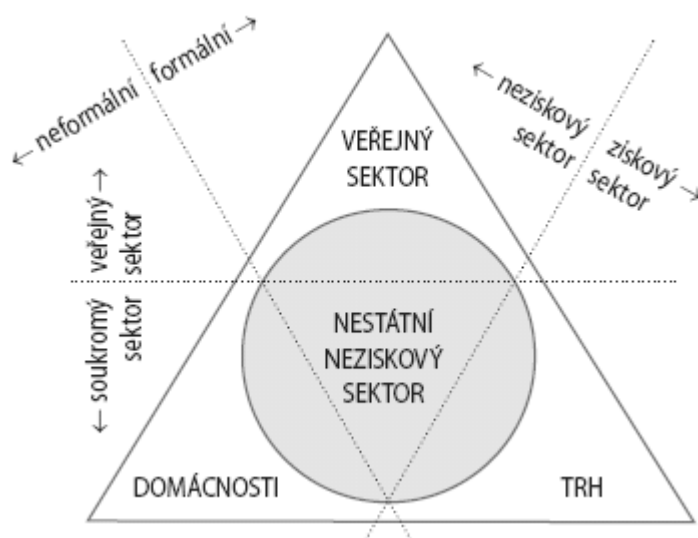 ← neformální formální →
← neziskový
sektor
ziskový →
sektor
VEŘEJNÝ
SEKTOR
← soukromý veřejný →
sektor sektor
NESTÁTNÍ
NEZISKOVÝ
SEKTOR
DOMÁCNOSTI
TRH